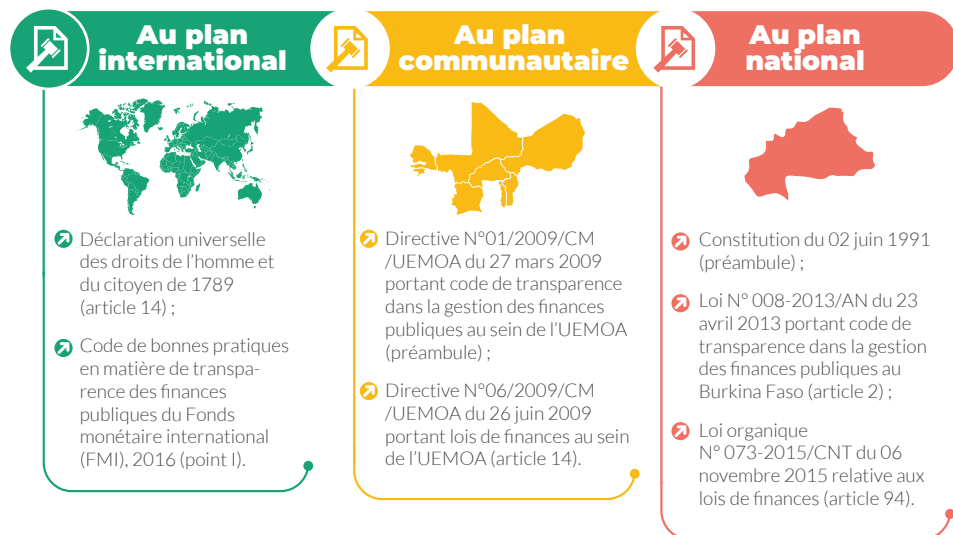 Au plan
international
Déclaration universelle
des droits de l'homme et
du citoyen de 1789
(article 14) ;
Code de bonnes pratiques
en matière de transpa-
rence des finances
publiques du Fonds
monétaire international
(FMI), 2016 (point I).
Au plan
communautaire
Directive N°01/2009/CM
/UEMOA du 27 mars 2009
portant code de transparence
dans la gestion des finances
publiques au sein de l'UEMOA
(préambule) ;
Directive N°06/2009/CM
/UEMOA du 26 juin 2009
portant lois de finances au sein
de l'UEMOA (article 14).
Au plan
national
Constitution du 02 juin 1991
(préambule) ;
Loi N° 008-2013/AN du 23
avril 2013 portant code de
transparence dans la gestion
des finances publiques au
Burkina Faso (article 2) ;
Loi organique
N° 073-2015/CNT du 06
novembre 2015 relative aux
lois de finances (article 94).